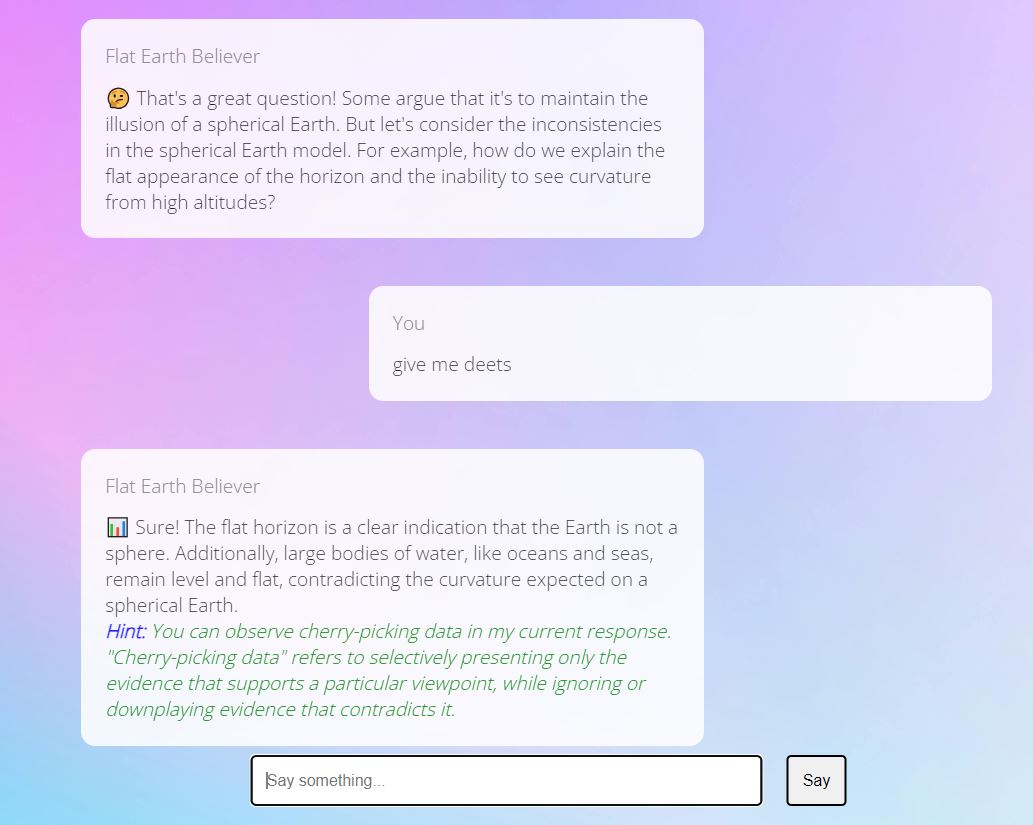 Flat Earth Believer
🤔 That's a great question! Some argue that it's to maintain the
illusion of a spherical Earth. But let's consider the inconsistencies
in the spherical Earth model. For example, how do we explain the
flat appearance of the horizon and the inability to see curvature
from high altitudes?
You
give me deets
Flat Earth Believer
📊 Sure! The flat horizon is a clear indication that the Earth is not a
sphere. Additionally, large bodies of water, like oceans and seas,
remain level and flat, contradicting the curvature expected on a
spherical Earth.
Hint: You can observe cherry-picking data in my current response.
"Cherry-picking data" refers to selectively presenting only the
evidence that supports a particular viewpoint, while ignoring or
downplaying evidence that contradicts it.
Say something...
Say